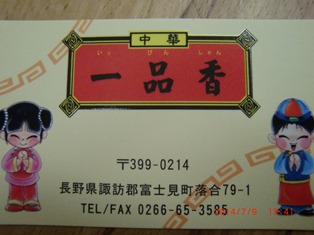 中華
いっ ぴん しゃん
一品香
〒399-0214
長野県諏訪郡富士見町落合79-1
TEL/FAX 0266-65-3585